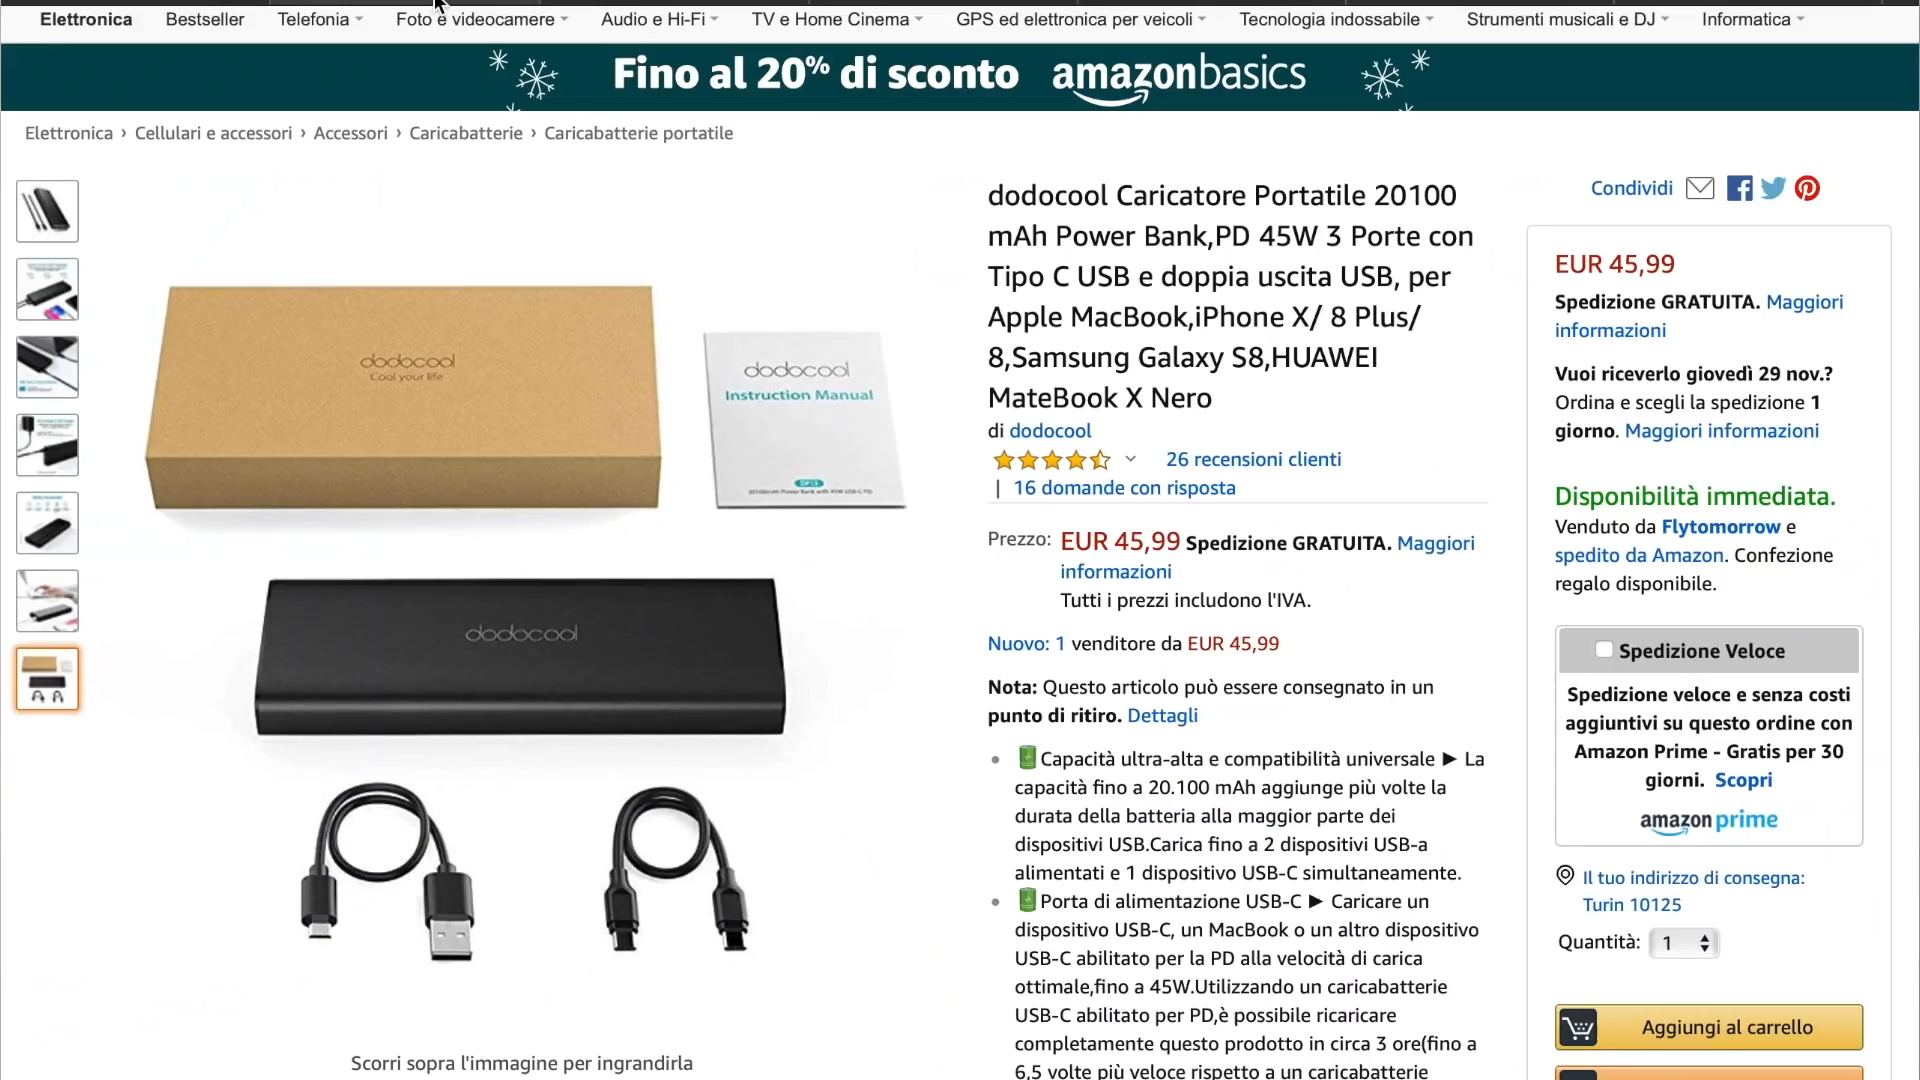 Elettronica Bestseller Telefonia Foto e videocamere Audio e Hi-Fi TV e Home Cinema GPS ed elettronica per veicoli Tecnologia indossabile Strumenti musicali e DJ Informatica
Fino al 20% di sconto amazonbasics
Elettronica › Cellulari e accessori › Accessori › Caricabatterie › Caricabatterie portatile
dodocool
Cool your life
dodocool
Instruction Manual
DP13
20100mAh Power Bank with 45W USB-C PD
dodocool
Scorri sopra l'immagine per ingrandirla
dodocool Caricatore Portatile 20100
mAh Power Bank,PD 45W 3 Porte con
Tipo C USB e doppia uscita USB, per
Apple MacBook,iPhone X/ 8 Plus/
8,Samsung Galaxy S8,HUAWEI
MateBook X Nero
di dodocool
26 recensioni clienti
| 16 domande con risposta
Prezzo: EUR 45,99 Spedizione GRATUITA. Maggiori
informazioni
Tutti i prezzi includono l'IVA.
Nuovo: 1 venditore da EUR 45,99
Nota: Questo articolo può essere consegnato in un
punto di ritiro. Dettagli
Capacità ultra-alta e compatibilità universale ► La
capacità fino a 20.100 mAh aggiunge più volte la
durata della batteria alla maggior parte dei
dispositivi USB.Carica fino a 2 dispositivi USB-a
alimentati e 1 dispositivo USB-C simultaneamente.
Porta di alimentazione USB-C ► Caricare un
dispositivo USB-C, un MacBook o un altro dispositivo
USB-C abilitato per la PD alla velocità di carica
ottimale,fino a 45W.Utilizzando un caricabatterie
USB-C abilitato per PD,è possibile ricaricare
completamente questo prodotto in circa 3 ore(fino a
6,5 volte più veloce rispetto a un caricabatterie
Condividi
EUR 45,99
Spedizione GRATUITA. Maggiori
informazioni
Vuoi riceverlo giovedì 29 nov.?
Ordina e scegli la spedizione 1
giorno. Maggiori informazioni
Disponibilità immediata.
Venduto da Flytomorrow e
spedito da Amazon. Confezione
regalo disponibile.
Spedizione Veloce
Spedizione veloce e senza costi
aggiuntivi su questo ordine con
Amazon Prime - Gratis per 30
giorni. Scopri
amazon prime
Il tuo indirizzo di consegna:
Turin 10125
Quantità: 1
Aggiungi al carrello